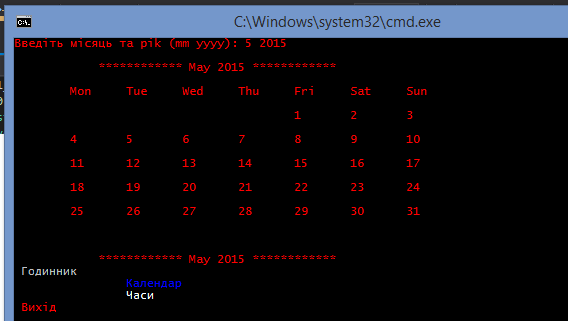 C:\Windows\system32\cmd.exe
Введіть місяць та рік (mm yyyy): 5 2015
************ May 2015 ************
Mon Tue Wed Thu Fri Sat Sun
1 2 3
4 5 6 7 8 9 10
11 12 13 14 15 16 17
18 19 20 21 22 23 24
25 26 27 28 29 30 31
************ May 2015 ************
Годинник
Календар
Часи
Вихід